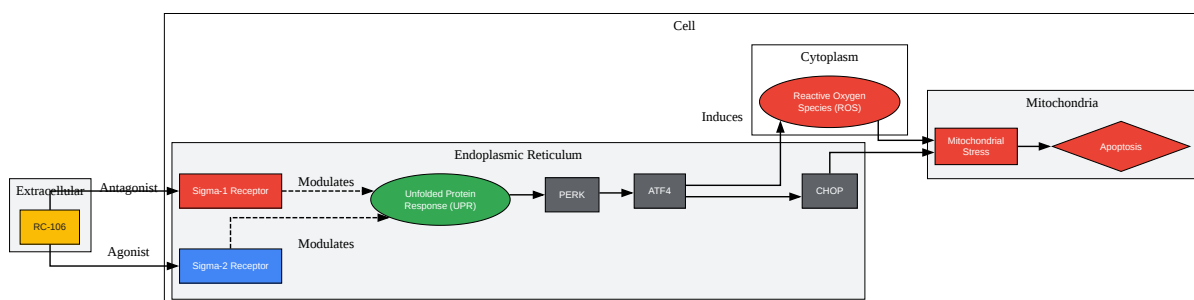 Cell
Cytoplasm
Reactive Oxygen
Species (ROS)
Induces
Mitochondria
Mitochondrial
Stress
Apoptosis
Endoplasmic Reticulum
Extracellular
RC-106
Antagonist
Agonist
Sigma-1 Receptor
Sigma-2 Receptor
Modulates
Modulates
Unfolded Protein
Response (UPR)
PERK
ATF4
CHOP